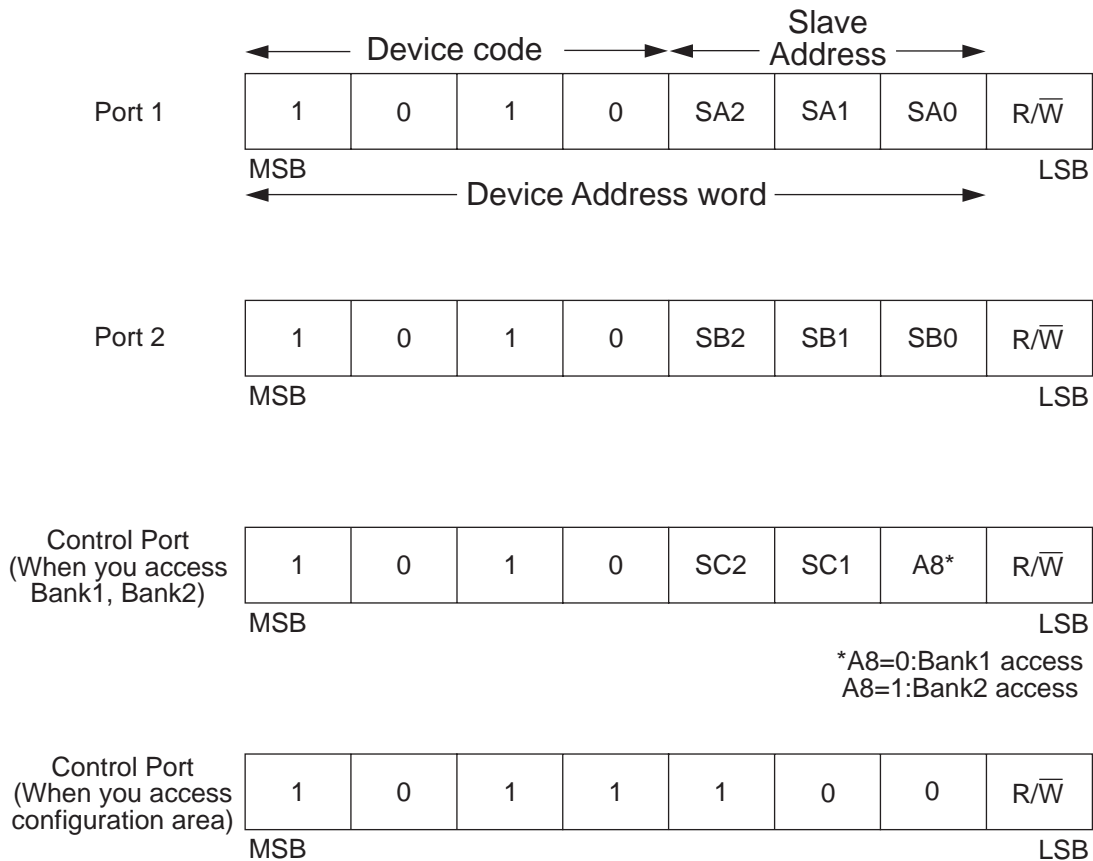 Device code Slave Address
Port 1 1 0 1 0 SA2 SA1 SA0 R/W̅
MSB LSB
Device Address word
Port 2 1 0 1 0 SB2 SB1 SB0 R/W̅
MSB LSB
Control Port
(When you access
Bank1, Bank2)
1 0 1 0 SC2 SC1 A8* R/W̅
MSB LSB
*A8=0:Bank1 access
A8=1:Bank2 access
Control Port
(When you access
configuration area)
1 0 1 1 1 0 0 R/W̅
MSB LSB